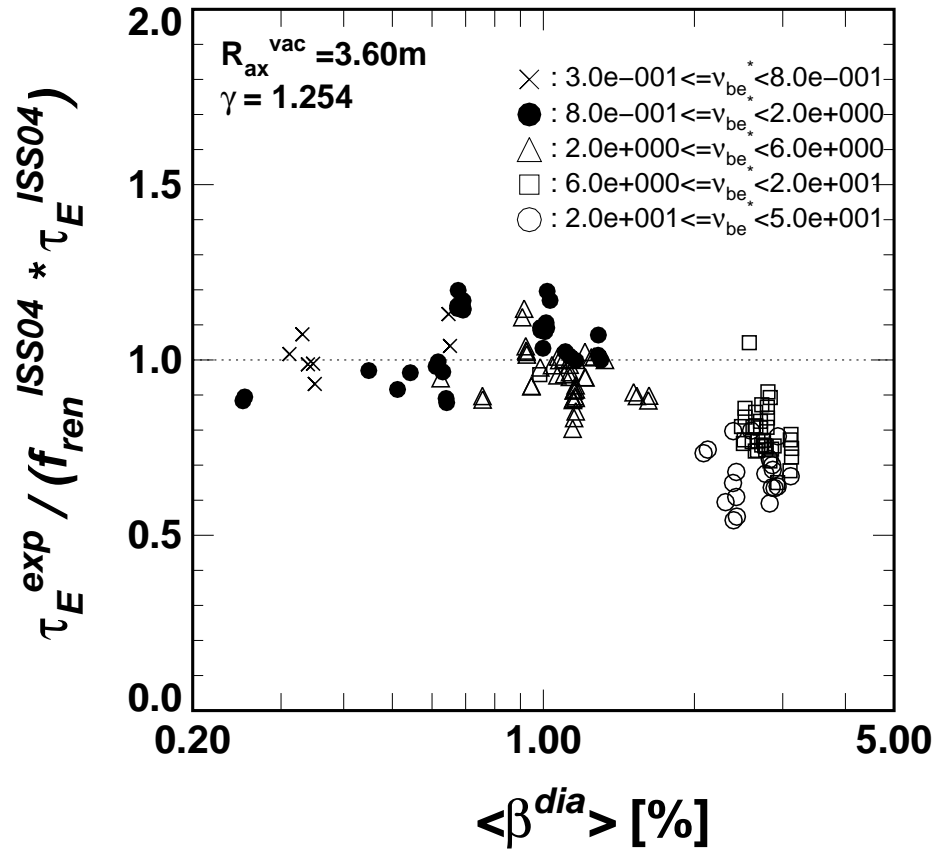 2.0
1.5
1.0
0.5
0.0
0.20
1.00
5.00
R_ax^vac =3.60m
γ = 1.254
× : 3.0e−001<=ν_be^*<8.0e−001
● : 8.0e−001<=ν_be^*<2.0e+000
△ : 2.0e+000<=ν_be^*<6.0e+000
□ : 6.0e+000<=ν_be^*<2.0e+001
○ : 2.0e+001<=ν_be^*<5.0e+001
τ_E^exp / (f_ren^ISS04 * τ_E^ISS04)
<β^dia> [%]